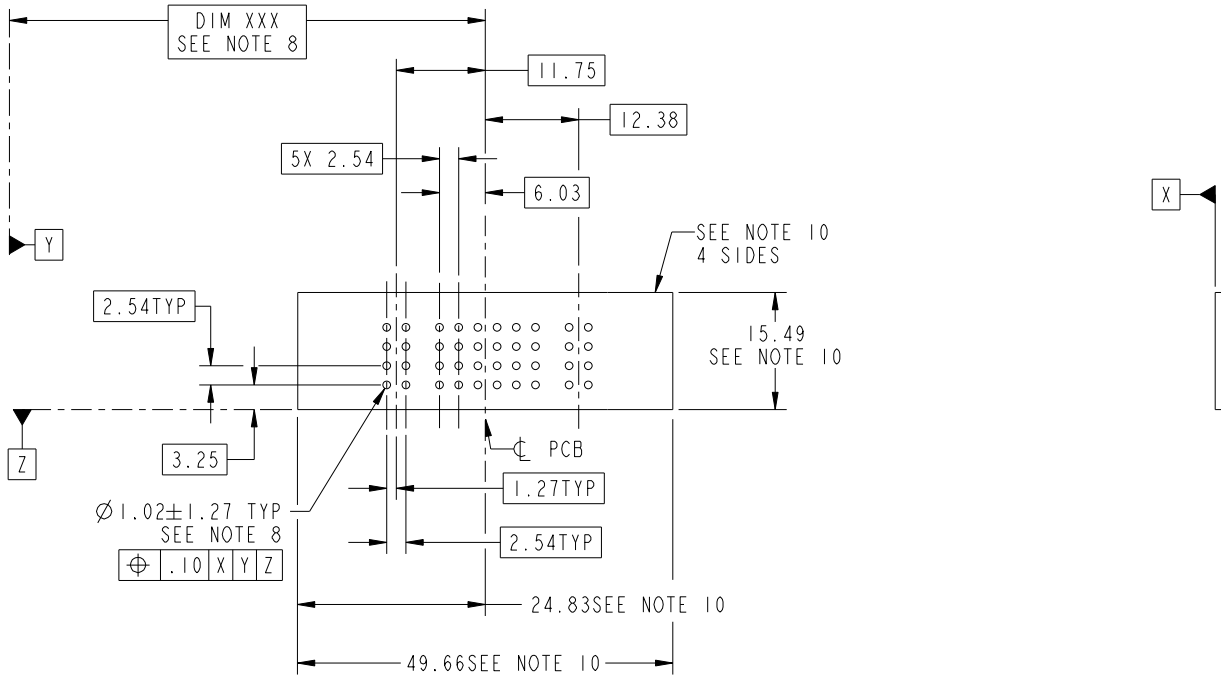 DIM XXX
SEE NOTE 8
11.75
12.38
5X 2.54
6.03
X
Y
SEE NOTE 10
4 SIDES
2.54TYP
15.49
SEE NOTE 10
Z
3.25
℄ PCB
1.27TYP
∅1.02±1.27 TYP
SEE NOTE 8
2.54TYP
⌖ .10 X Y Z
24.83SEE NOTE 10
49.66SEE NOTE 10